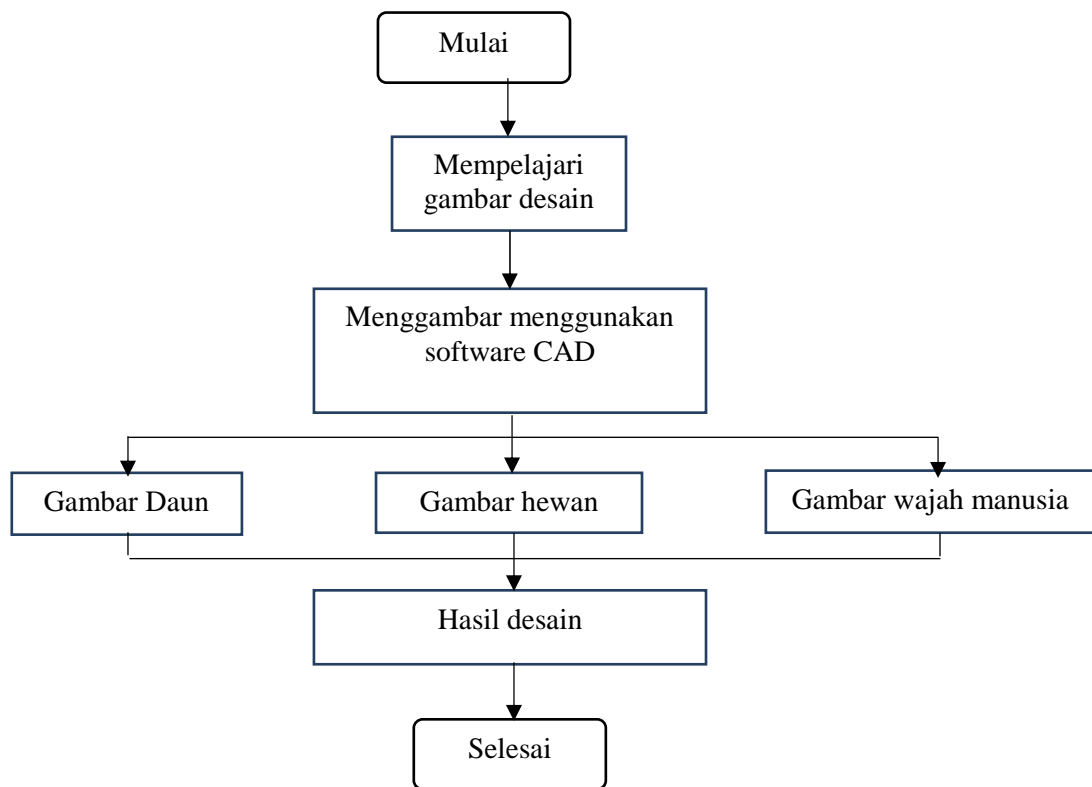 Mulai
Mempelajari
gambar desain
Menggambar menggunakan
software CAD
Gambar Daun
Gambar hewan
Gambar wajah manusia
Hasil desain
Selesai